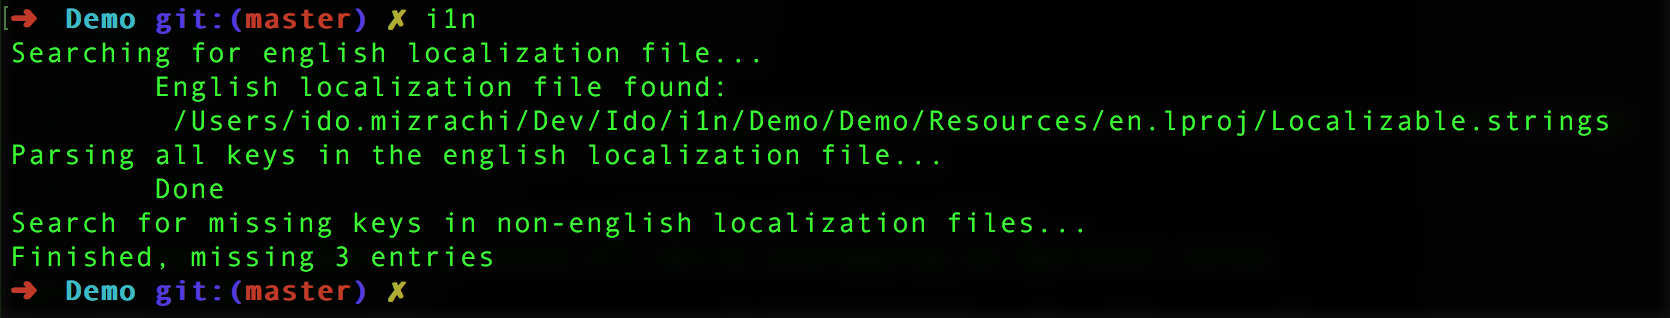 [➜ Demo git:(master) ✗ i1n
Searching for english localization file...
English localization file found:
/Users/ido.mizrachi/Dev/Ido/i1n/Demo/Demo/Resources/en.lproj/Localizable.strings
Parsing all keys in the english localization file...
Done
Search for missing keys in non-english localization files...
Finished, missing 3 entries
➜ Demo git:(master) ✗